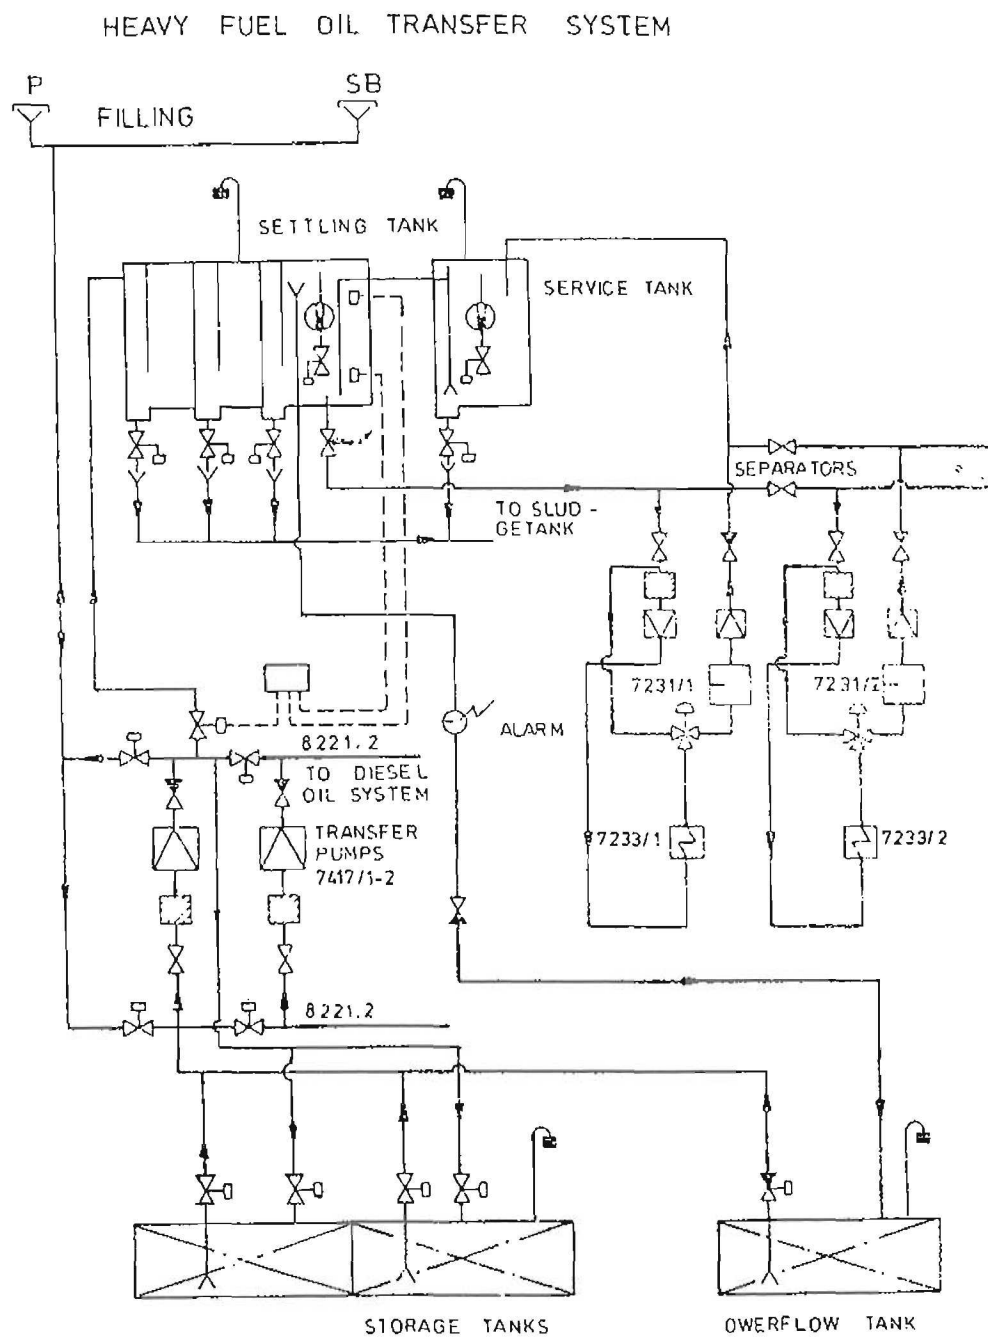 HEAVY FUEL OIL TRANSFER SYSTEM
P
SB
FILLING
SETTLING TANK
SERVICE TANK
SEPARATORS
TO SLUD-
GETANK
7231/1
7231/2
ALARM
8221.2
TO DIESEL
OIL SYSTEM
TRANSFER
PUMPS
7417/1-2
7233/1
7233/2
8221.2
STORAGE TANKS
OWERFLOW TANK